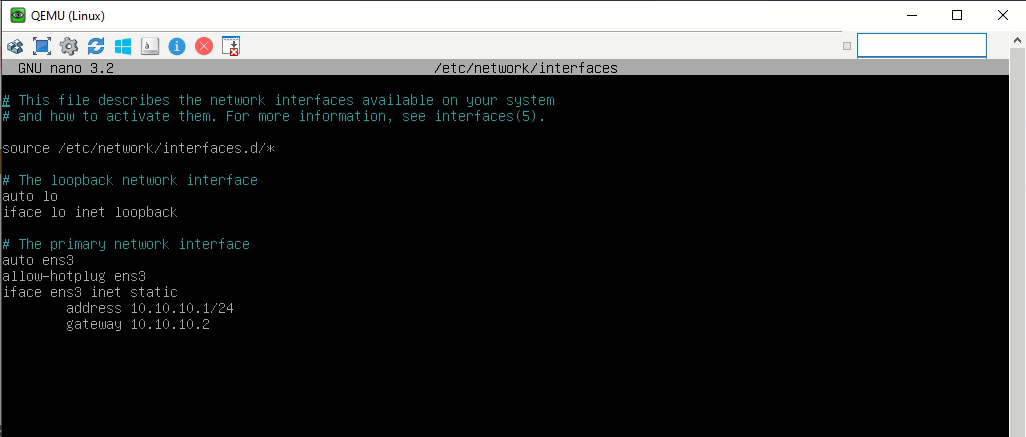 QEMU (Linux)
GNU nano 3.2 /etc/network/interfaces
# This file describes the network interfaces available on your system
# and how to activate them. For more information, see interfaces(5).
source /etc/network/interfaces.d/*
# The loopback network interface
auto lo
iface lo inet loopback
# The primary network interface
auto ens3
allow-hotplug ens3
iface ens3 inet static
address 10.10.10.1/24
gateway 10.10.10.2